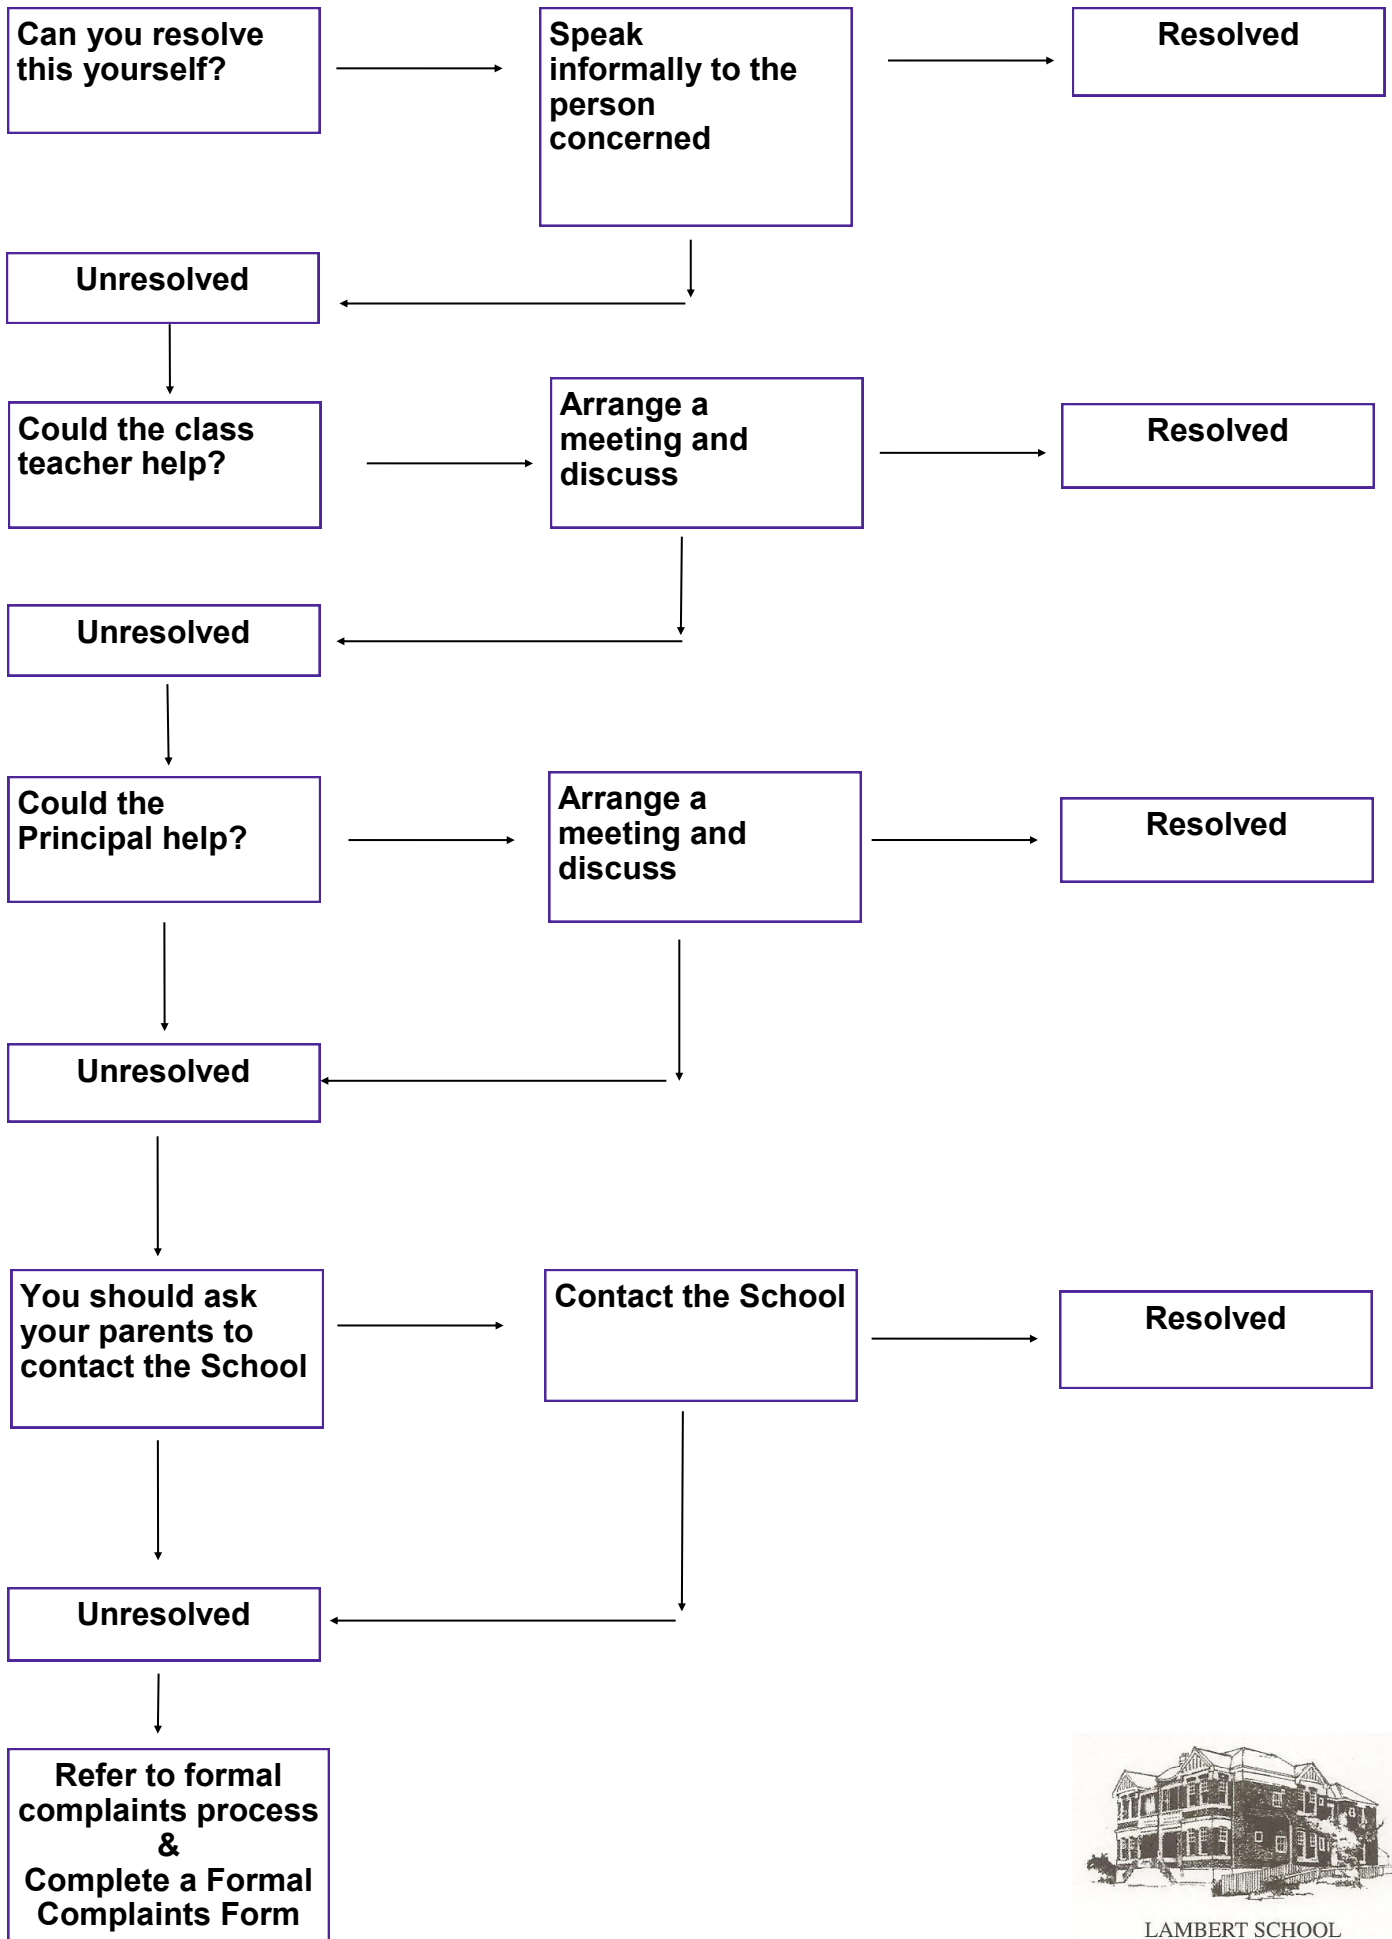 Can you resolve
this yourself?
Speak
informally to the
person
concerned
Resolved
Unresolved
Could the class
teacher help?
Arrange a
meeting and
discuss
Resolved
Unresolved
Could the
Principal help?
Arrange a
meeting and
discuss
Resolved
Unresolved
You should ask
your parents to
contact the School
Contact the School
Resolved
Unresolved
Refer to formal
complaints process
&
Complete a Formal
Complaints Form
LAMBERT SCHOOL